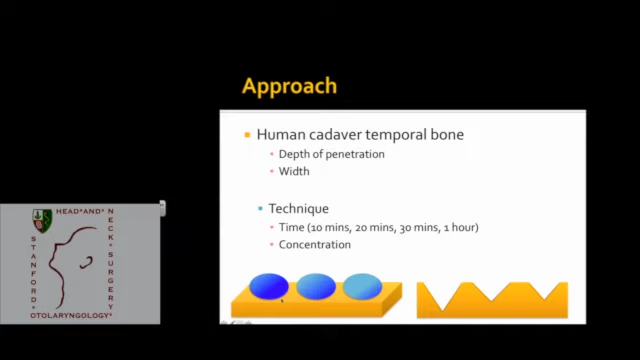 Approach
Human cadaver temporal bone
Depth of penetration
Width
Technique
Time (10 mins, 20 mins, 30 mins, 1 hour)
Concentration
HEAD AND
NECK SURGERY
STANFORD
OTOLARYNGOLOGY